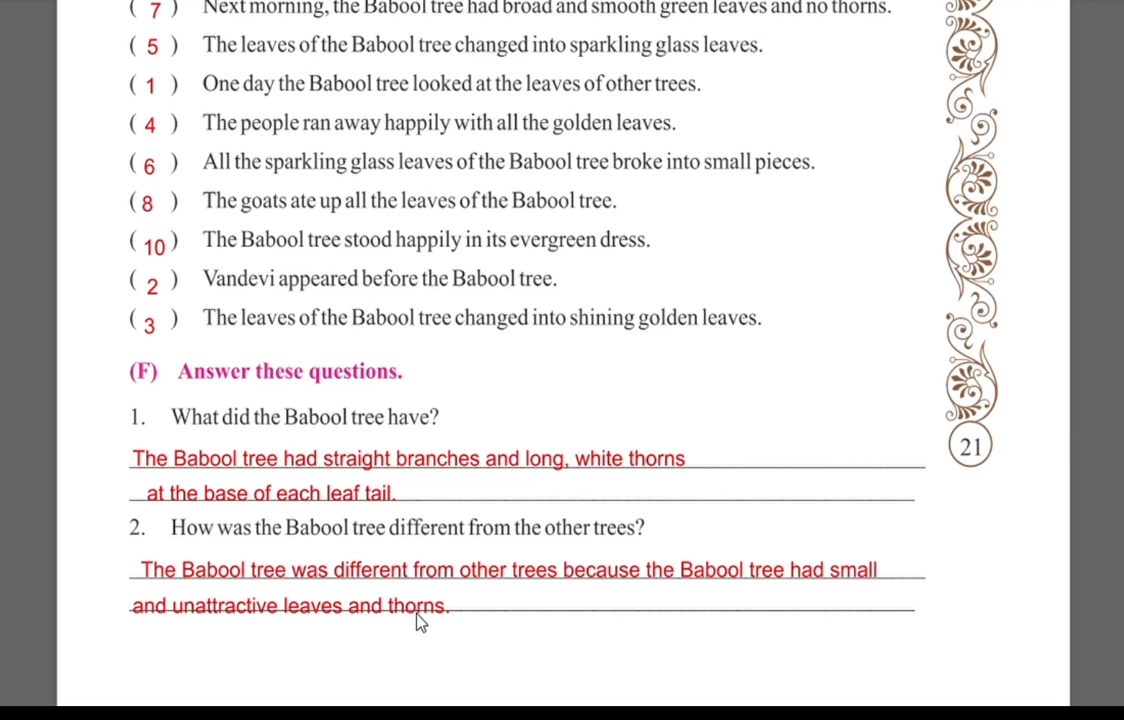 ( 7 ) Next morning, the Babool tree had broad and smooth green leaves and no thorns.
( 5 ) The leaves of the Babool tree changed into sparkling glass leaves.
( 1 ) One day the Babool tree looked at the leaves of other trees.
( 4 ) The people ran away happily with all the golden leaves.
( 6 ) All the sparkling glass leaves of the Babool tree broke into small pieces.
( 8 ) The goats ate up all the leaves of the Babool tree.
( 10 ) The Babool tree stood happily in its evergreen dress.
( 2 ) Vandevi appeared before the Babool tree.
( 3 ) The leaves of the Babool tree changed into shining golden leaves.
(F) Answer these questions.
1. What did the Babool tree have?
The Babool tree had straight branches and long, white thorns
at the base of each leaf tail.
2. How was the Babool tree different from the other trees?
The Babool tree was different from other trees because the Babool tree had small
and unattractive leaves and thorns.
21